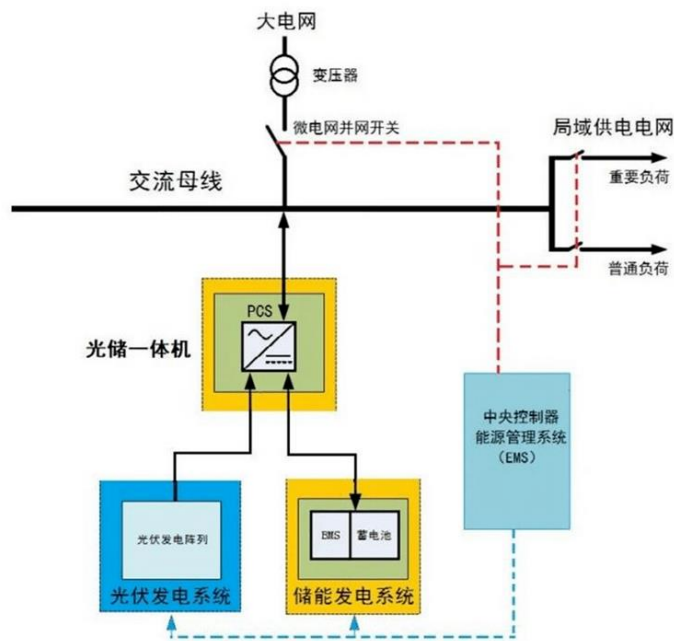 大电网
变压器
微电网并网开关
局域供电电网
交流母线
重要负荷
普通负荷
PCS
光储一体机
中央控制器
能源管理系统
（EMS）
光伏发电阵列
BMS
蓄电池
光伏发电系统
储能发电系统